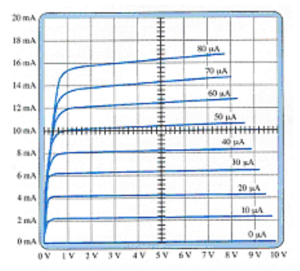 20 mA
18 mA
80 μA
16 mA
70 μA
14 mA
60 μA
12 mA
50 μA
10 mA
40 μA
8 mA
30 μA
6 mA
20 μA
4 mA
10 μA
2 mA
0 μA
0 mA
0 V 1 V 2 V 3 V 4 V 5 V 6 V 7 V 8 V 9 V 10 V